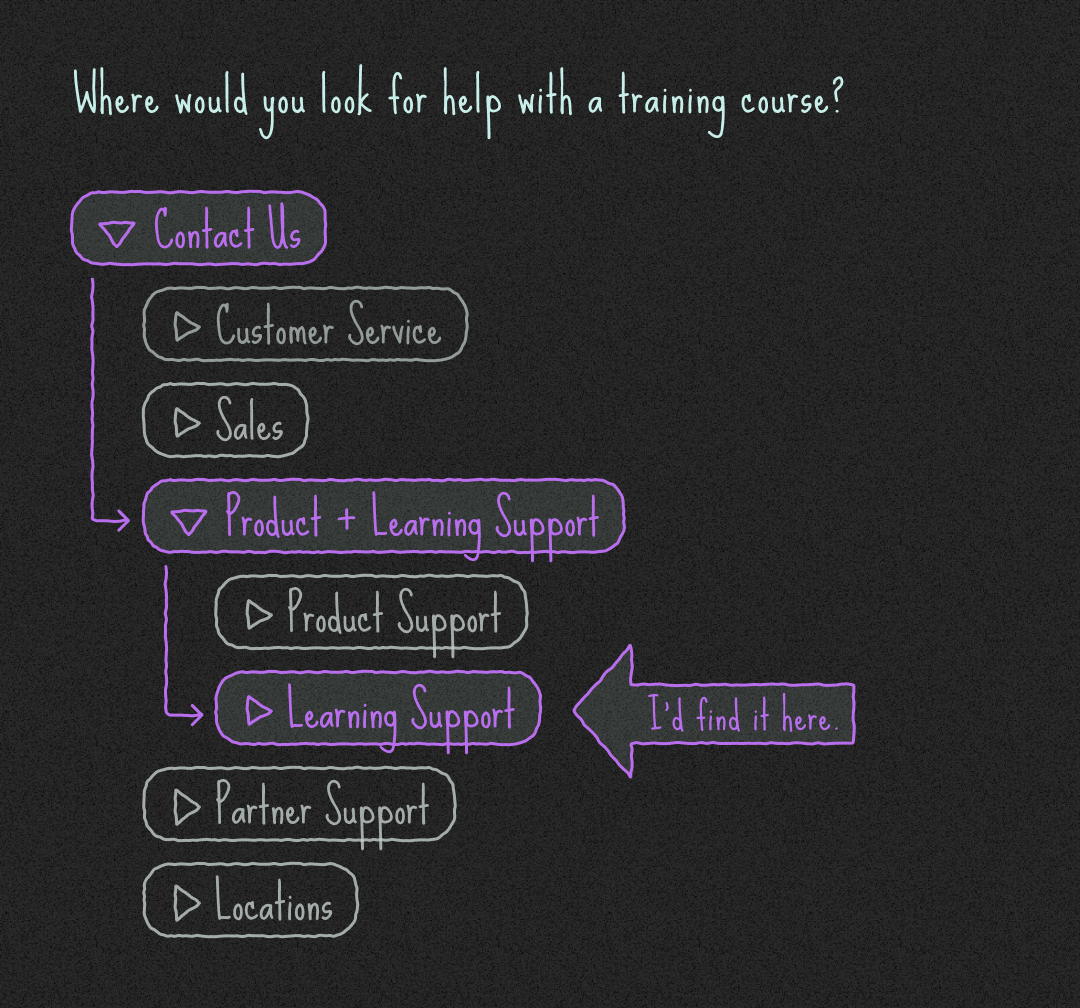 Where would you look for help with a training course?
Contact Us
Customer Service
Sales
Product + Learning Support
Product Support
Learning Support
I'd find it here.
Partner Support
Locations